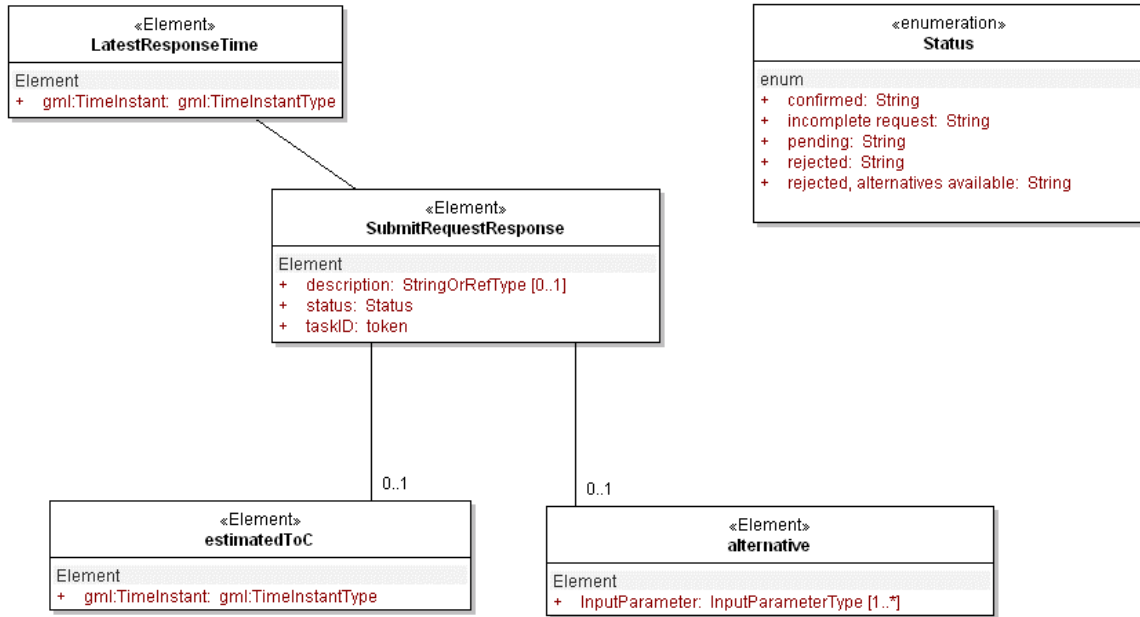 «Element»
LatestResponseTime
Element
+ gml:TimeInstant: gml:TimeInstantType
«enumeration»
Status
enum
+ confirmed: String
+ incomplete request: String
+ pending: String
+ rejected: String
+ rejected, alternatives available: String
«Element»
SubmitRequestResponse
Element
+ description: StringOrRefType [0..1]
+ status: Status
+ taskID: token
0..1
0..1
«Element»
estimatedToC
Element
+ gml:TimeInstant: gml:TimeInstantType
«Element»
alternative
Element
+ InputParameter: InputParameterType [1..*]